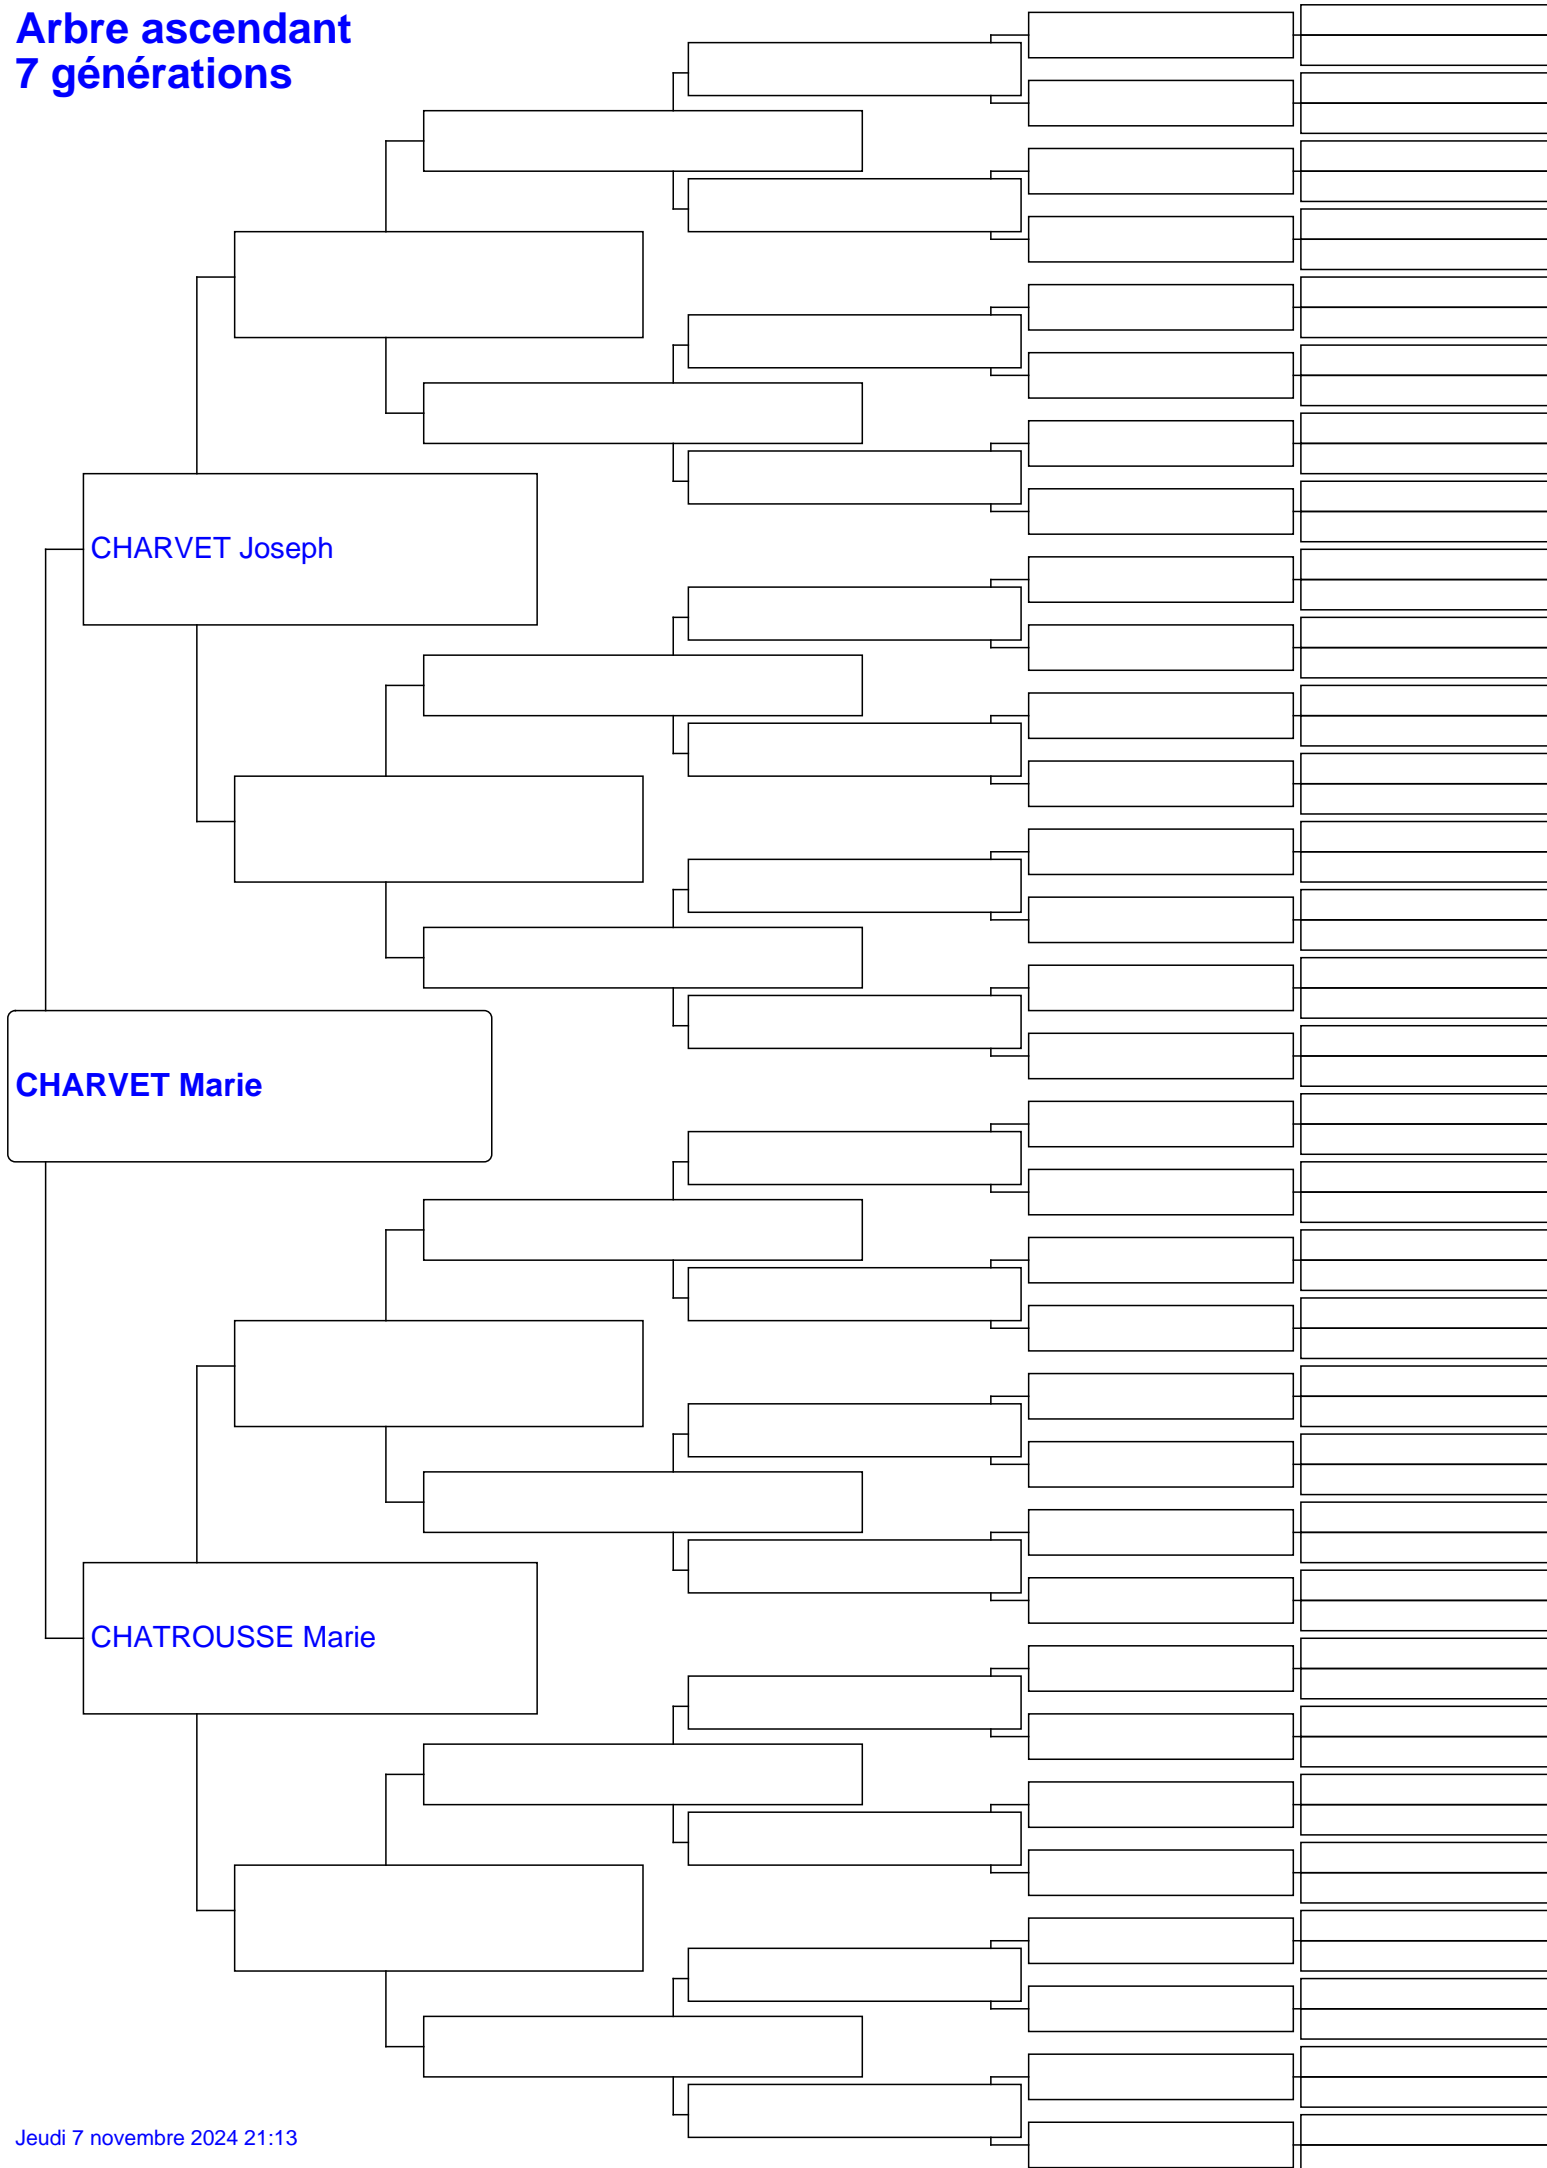 Arbre ascendant
7 générations
CHARVET Joseph
CHARVET Marie
CHATROUSSE Marie
Jeudi 7 novembre 2024 21:13